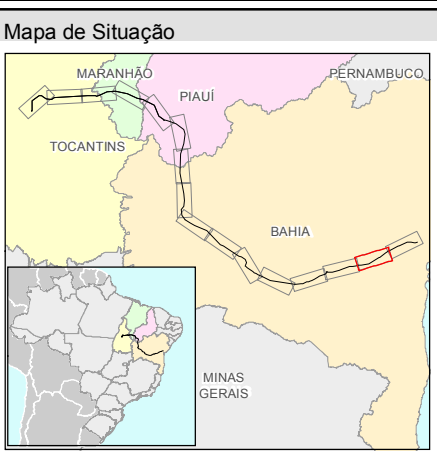 Mapa de Situação
MARANHÃO
PERNAMBUCO
PIAUÍ
TOCANTINS
BAHIA
MINAS
GERAIS